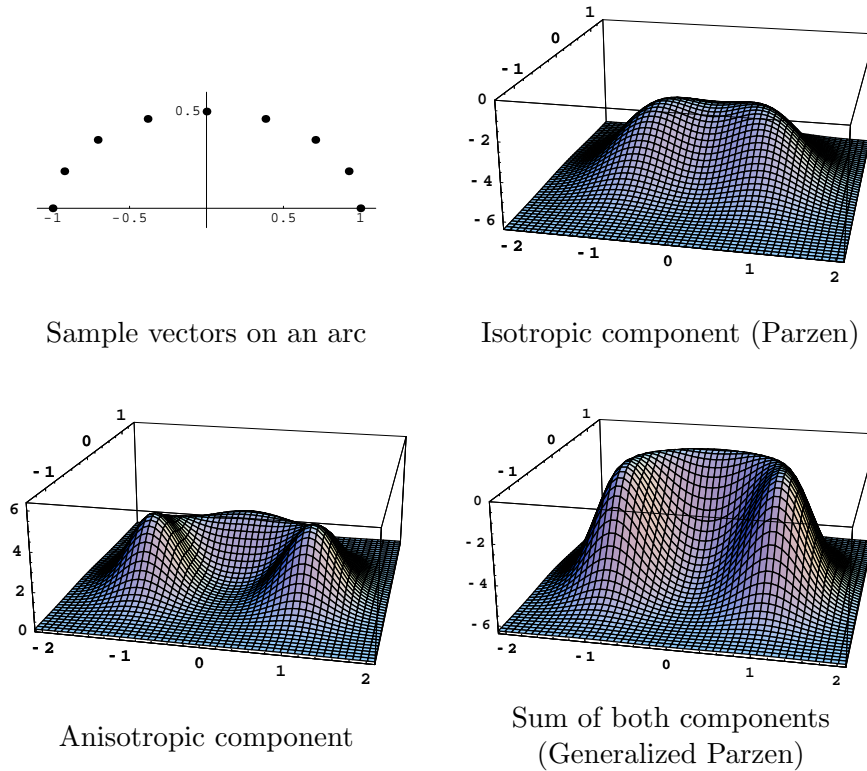 0.5
-1 -0.5 0.5 1
Sample vectors on an arc
1
0
-1
0
-2
-4
-6
-2 -1 0 1 2
Isotropic component (Parzen)
1
0
-1
6
4
2
0
-2 -1 0 1 2
Anisotropic component
1
0
-1
0
-2
-4
-6
-2 -1 0 1 2
Sum of both components
(Generalized Parzen)